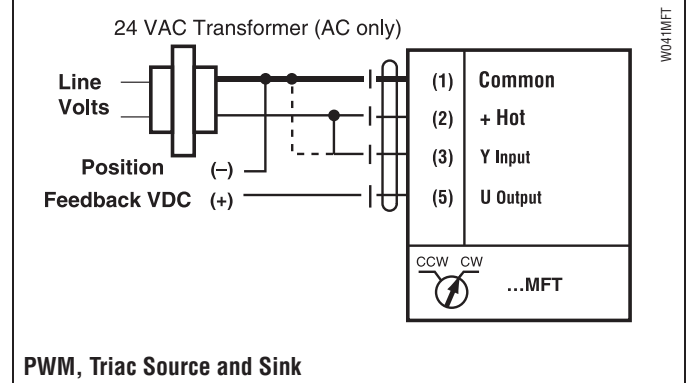 24 VAC Transformer (AC only)
W041MFT
Line
Volts
(1) Common
(2) + Hot
(3) Y Input
Position (–)
Feedback VDC (+)
(5) U Output
CCW CW
...MFT
PWM, Triac Source and Sink